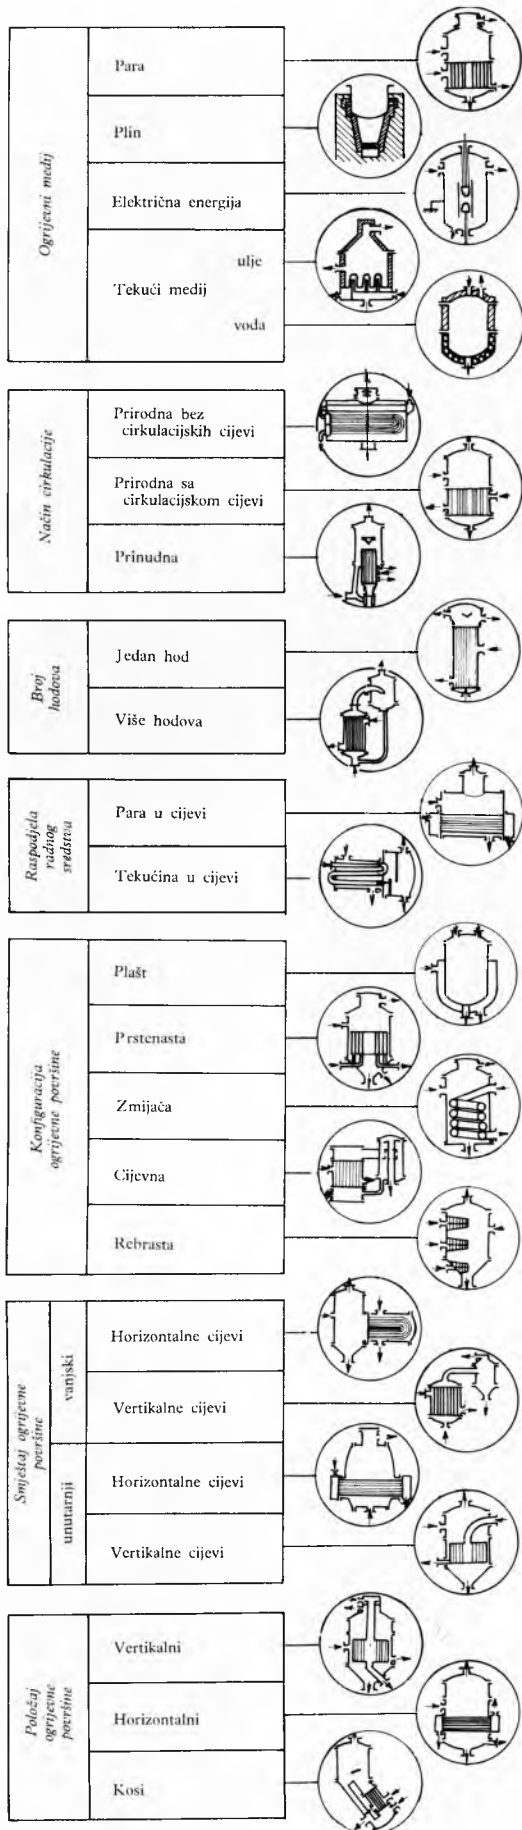 Ogrijevni medij
Para
Plin
Električna energija
Tekući medij
ulje
voda
Način cirkulacije
Prirodna bez
cirkulacijskih cijevi
Prirodna sa
cirkulacijskom cijevi
Prinudna
Broj
hodova
Jedan hod
Više hodova
Raspodjela
radnog
sredstva
Para u cijevi
Tekućina u cijevi
Konfiguracija
ogrijevne površine
Plašt
Prstenasta
Zmijača
Cijevna
Rebrasta
Smještaj ogrijevne
površine
vanjski
Horizontalne cijevi
Vertikalne cijevi
unutarnji
Horizontalne cijevi
Vertikalne cijevi
Položaj
ogrijevne
površine
Vertikalni
Horizontalni
Kosi